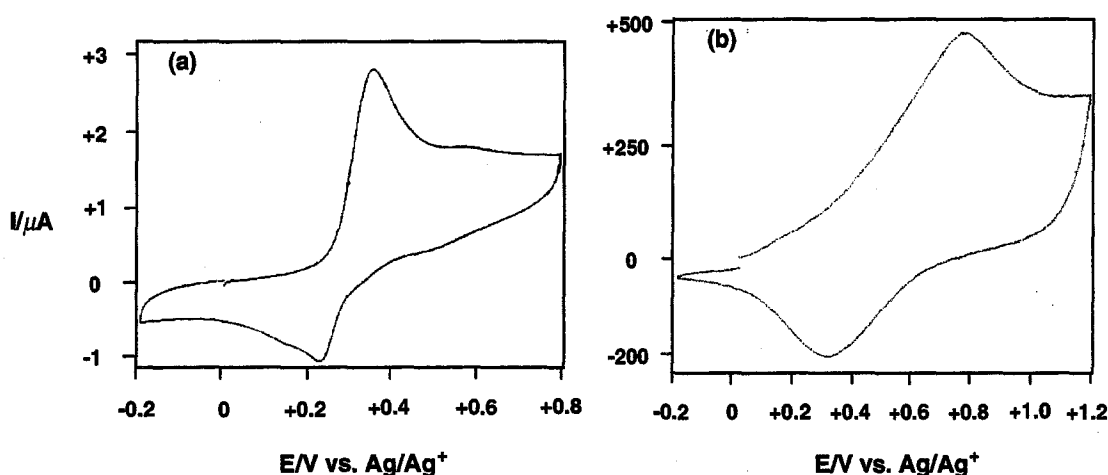 (a)
+3
+2
+1
0
-1
I/μA
-0.2 0 +0.2 +0.4 +0.6 +0.8
E/V vs. Ag/Ag⁺
(b)
+500
+250
0
-200
-0.2 0 +0.2 +0.4 +0.6 +0.8 +1.0 +1.2
E/V vs. Ag/Ag⁺